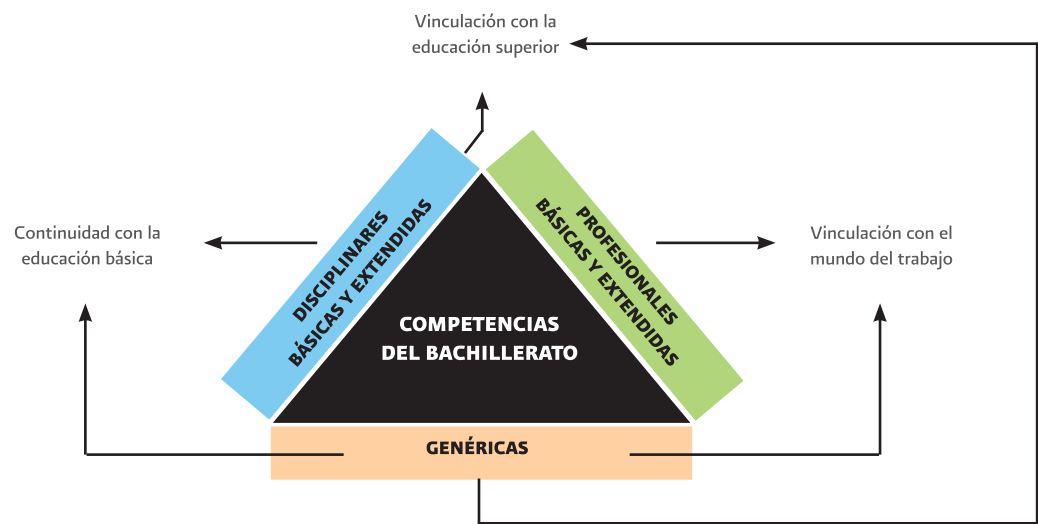 Vinculación con la
educación superior
DISCIPLINARES
BÁSICAS Y EXTENDIDAS
PROFESIONALES
BÁSICAS Y EXTENDIDAS
Continuidad con la
educación básica
Vinculación con el
mundo del trabajo
COMPETENCIAS
DEL BACHILLERATO
GENÉRICAS